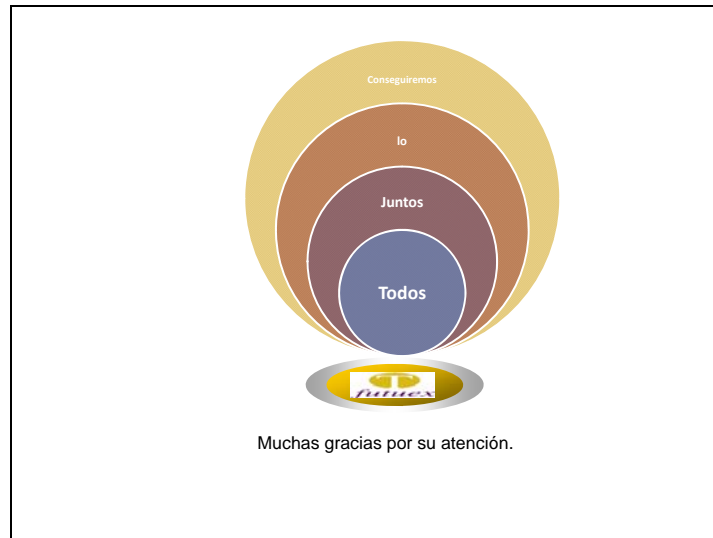 Conseguiremos
lo
Juntos
Todos
futuex
Muchas gracias por su atención.